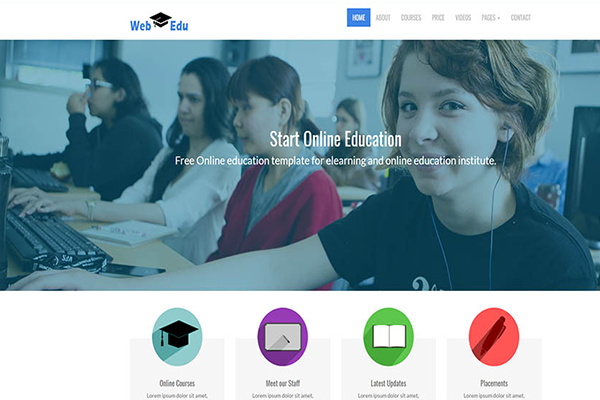 Web Edu
HOME ABOUT COURSES PRICE VIDEOS PAGES CONTACT
Start Online Education
Free Online education template for elearning and online education institute.
Online Courses Meet our Staff Latest Updates Placements
Lorem ipsum dolor sit amet, Lorem ipsum dolor sit amet, Lorem ipsum dolor sit amet, Lorem ipsum dolor sit amet,